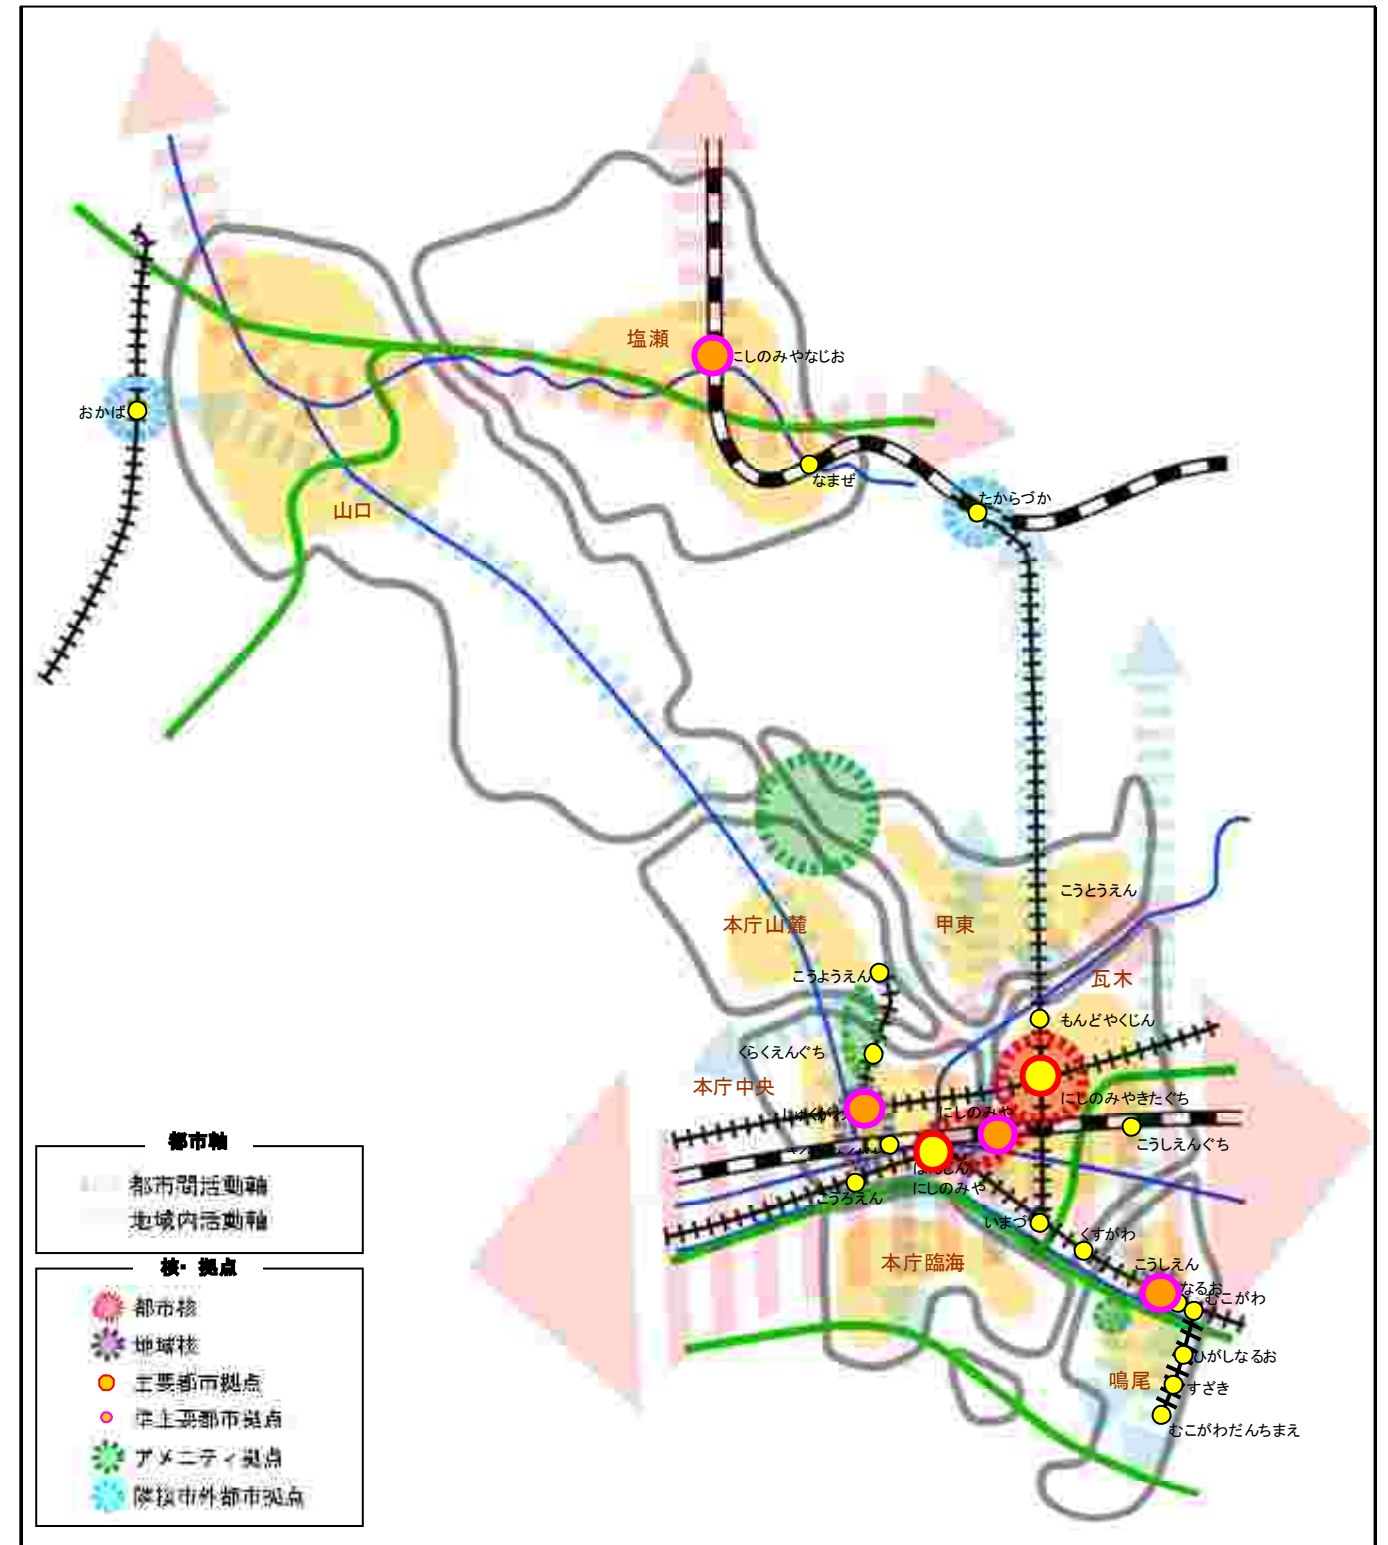 塩瀬
にしのみやなじお
おかば
なまぜ
たからづか
山口
こうとうえん
本庁山麓
甲東
こうようえん
瓦木
もんどやくじん
くらくえんぐち
本庁中央
にしのみやきたぐち
しゅくがわ
にしのみや
こうしえんぐち
はんしん
にしのみや
こうろえん
いまづ
くすがわ
本庁臨海
こうしえん
なるお
むこがわ
ひがしなるお
鳴尾
すざき
むこがわだんちまえ
都市軸
都市間活動軸
地域内活動軸
核・拠点
都市核
地域核
主要都市拠点
準主要都市拠点
アメニティ拠点
隣接市外都市拠点